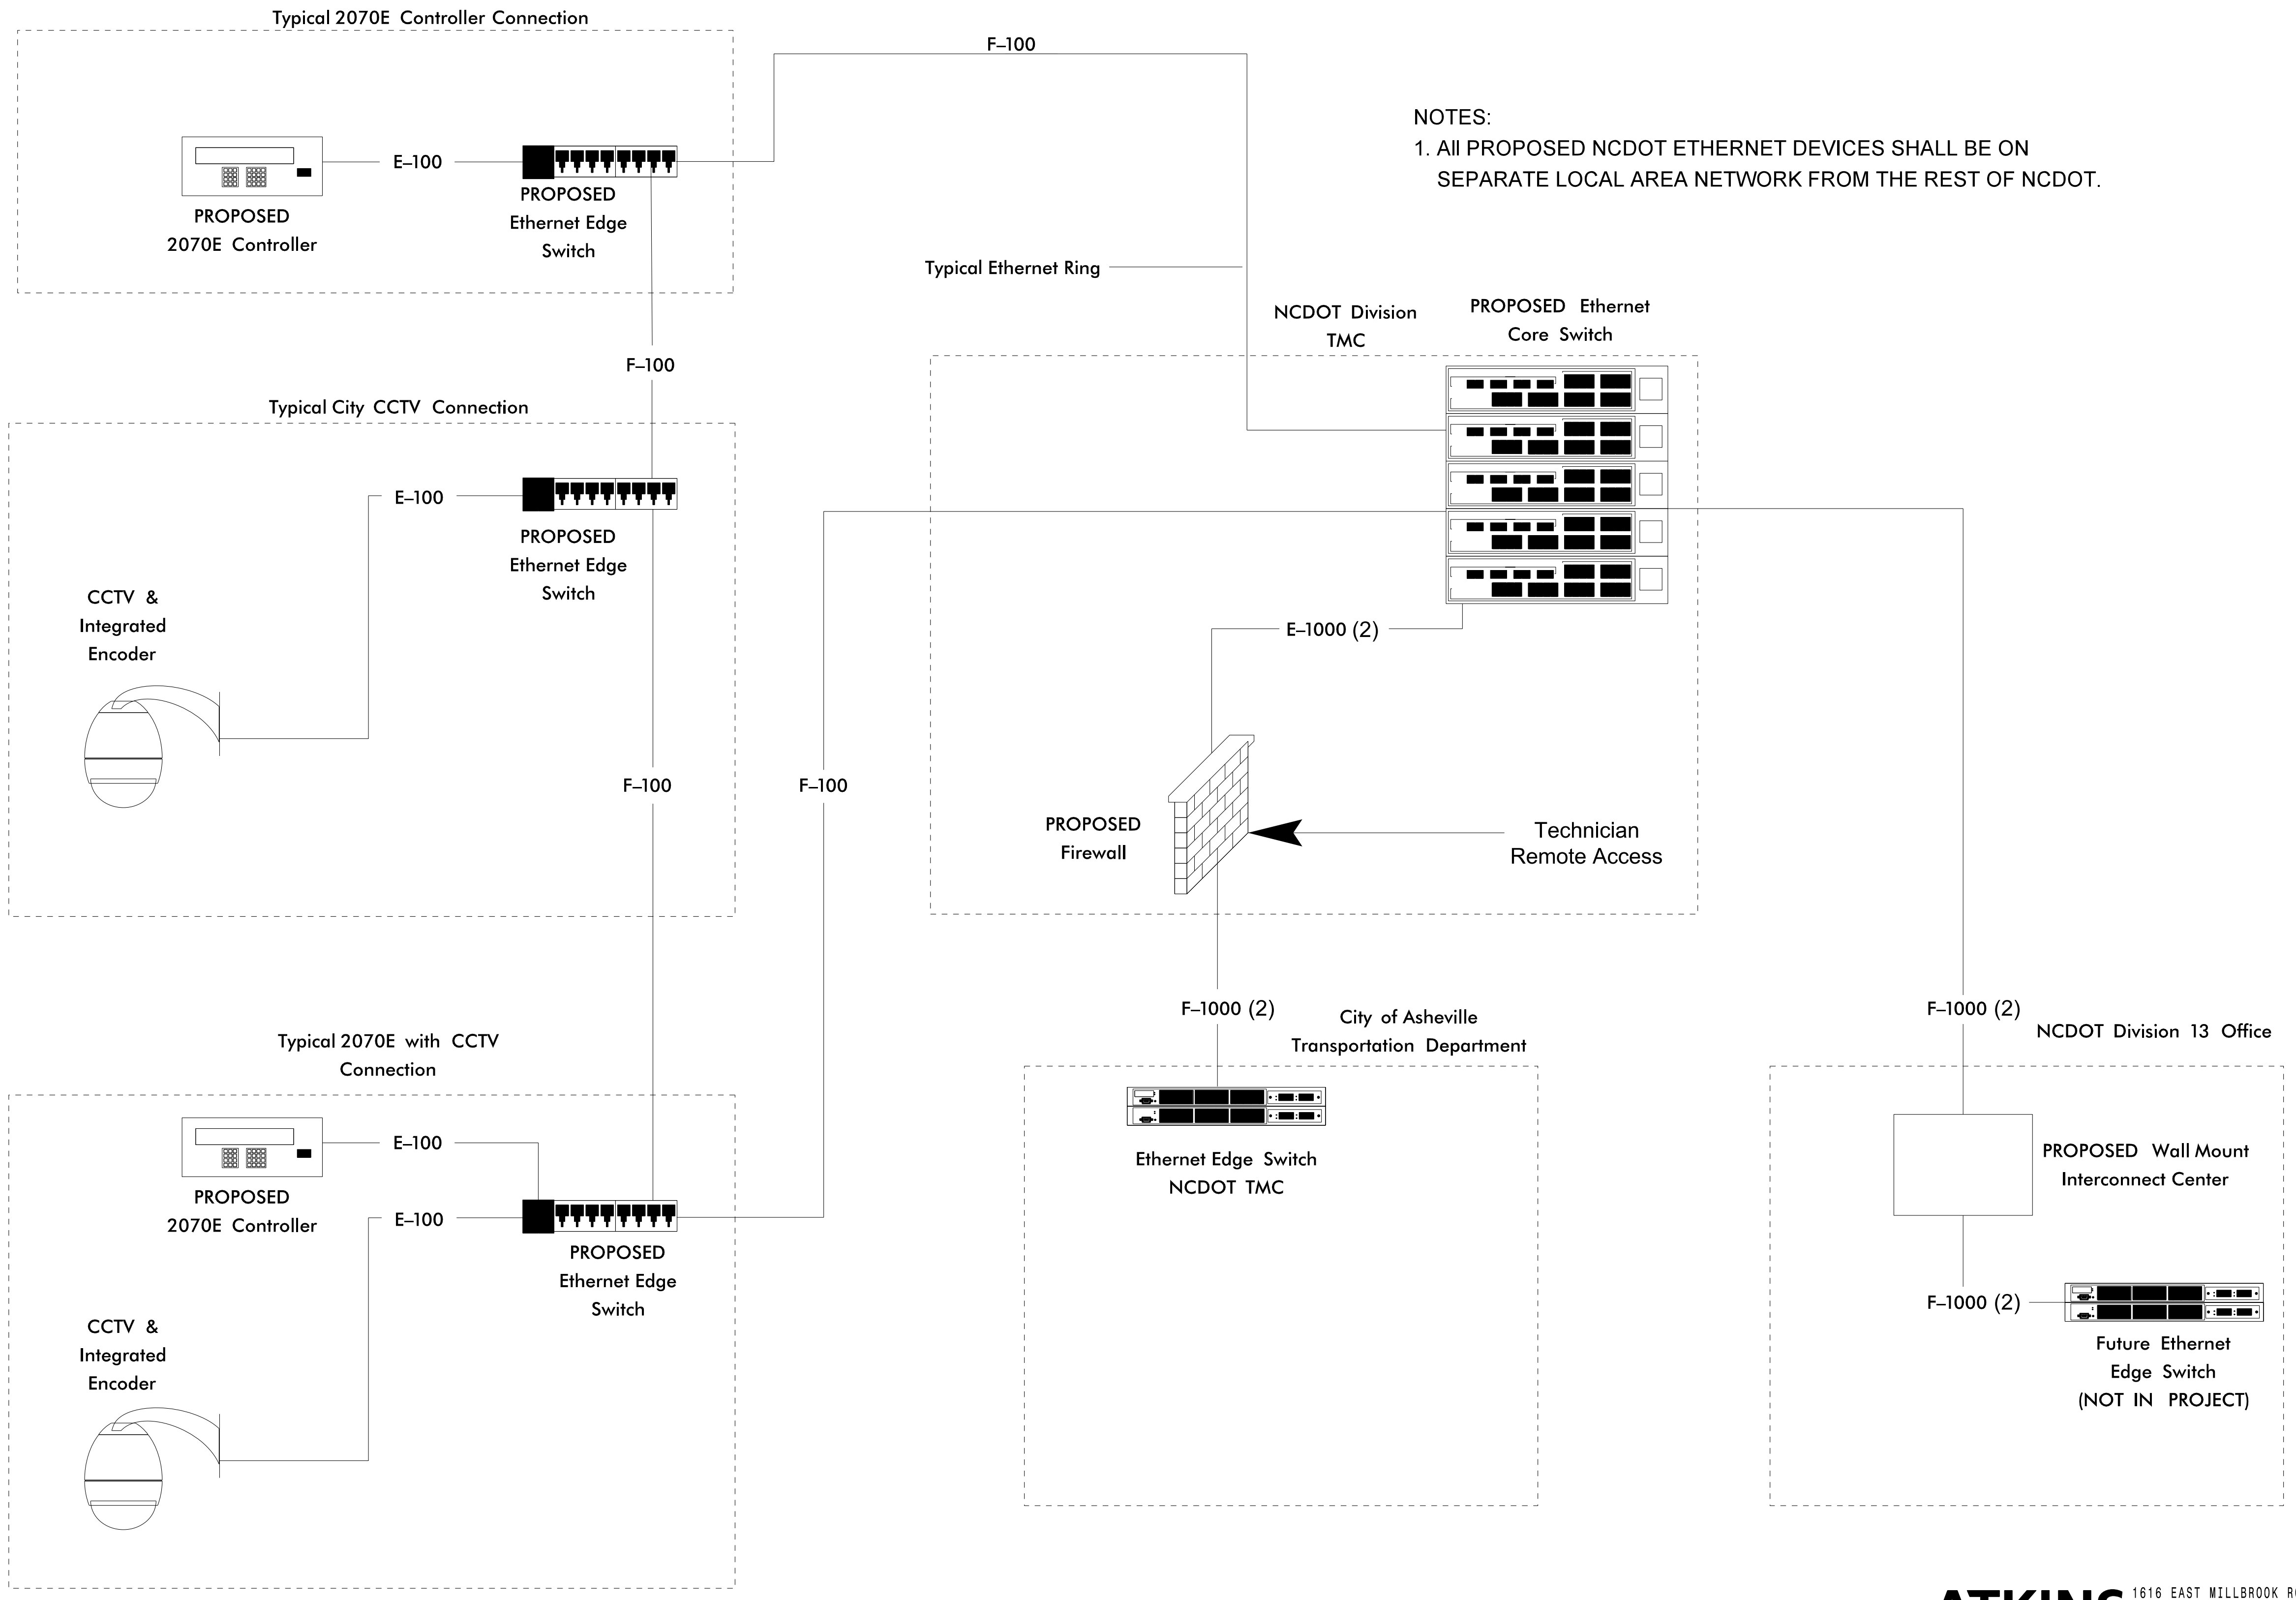 Typical 2070E Controller Connection
F–100
NOTES:
1. All PROPOSED NCDOT ETHERNET DEVICES SHALL BE ON
SEPARATE LOCAL AREA NETWORK FROM THE REST OF NCDOT.
E–100
PROPOSED
2070E Controller
PROPOSED
Ethernet Edge
Switch
Typical Ethernet Ring
NCDOT Division
TMC
PROPOSED Ethernet
Core Switch
F–100
Typical City CCTV Connection
E–100
PROPOSED
Ethernet Edge
Switch
CCTV &
Integrated
Encoder
E–1000 (2)
F–100
F–100
PROPOSED
Firewall
Technician
Remote Access
F–1000 (2)
City of Asheville
Transportation Department
F–1000 (2)
NCDOT Division 13 Office
Typical 2070E with CCTV
Connection
E–100
PROPOSED
2070E Controller
E–100
PROPOSED
Ethernet Edge
Switch
CCTV &
Integrated
Encoder
Ethernet Edge Switch
NCDOT TMC
PROPOSED Wall Mount
Interconnect Center
F–1000 (2)
Future Ethernet
Edge Switch
(NOT IN PROJECT)
ATKINS
1616 EAST MILLBROOK